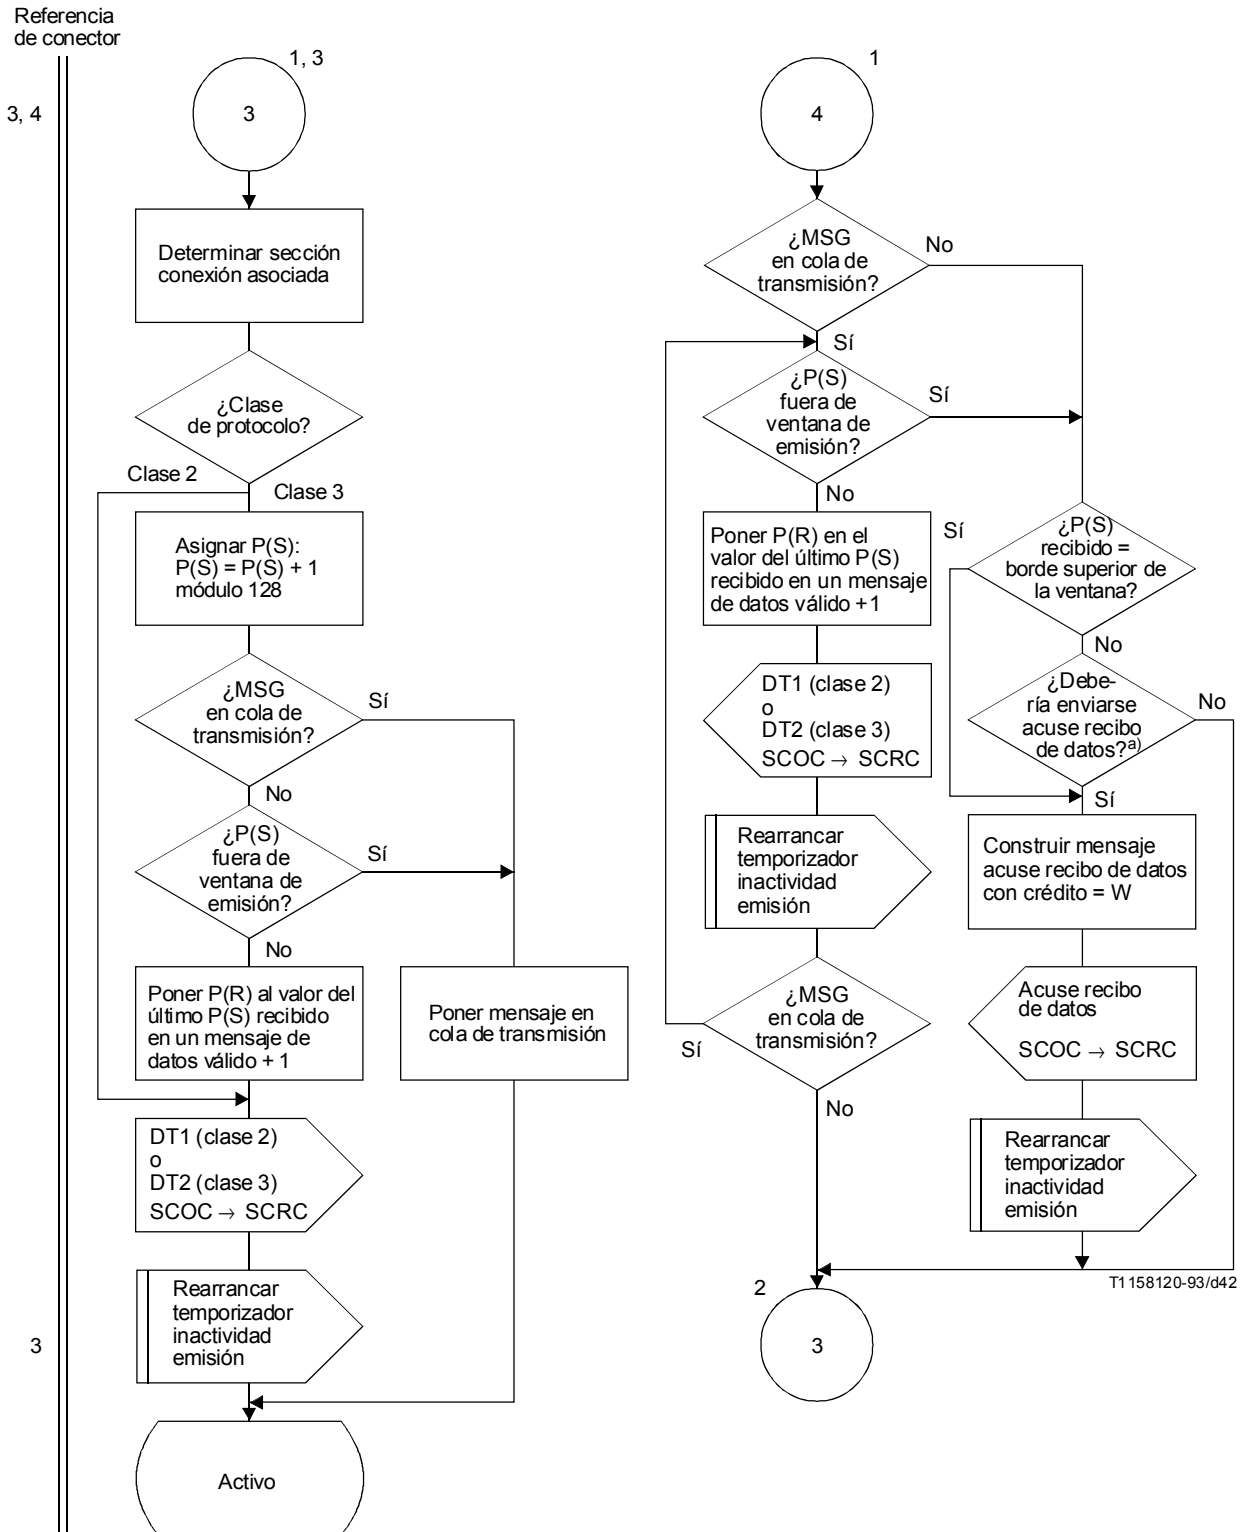 Referencia
de conector
1, 3
3, 4
3
Determinar sección
conexión asociada
¿Clase
de protocolo?
Clase 2
Clase 3
Asignar P(S):
P(S) = P(S) + 1
módulo 128
¿MSG
en cola de
transmisión?
Sí
No
¿P(S)
fuera de
ventana de
emisión?
Sí
No
Poner P(R) al valor del
último P(S) recibido
en un mensaje de
datos válido + 1
Poner mensaje en
cola de transmisión
DT1 (clase 2)
o
DT2 (clase 3)
SCOC → SCRC
Rearrancar
temporizador
inactividad
emisión
3
Activo
1
4
¿MSG
en cola de
transmisión?
No
Sí
¿P(S)
fuera de
ventana de
emisión?
Sí
No
Poner P(R) en el
valor del último P(S)
recibido en un mensaje
de datos válido +1
DT1 (clase 2)
o
DT2 (clase 3)
SCOC → SCRC
Rearrancar
temporizador
inactividad
emisión
¿MSG
en cola de
transmisión?
Sí
No
¿P(S)
recibido =
borde superior de
la ventana?
Sí
No
¿Debe-
ría enviarse
acuse recibo
de datos?a)
No
Sí
Construir mensaje
acuse recibo de datos
con crédito = W
Acuse recibo
de datos
SCOC → SCRC
Rearrancar
temporizador
inactividad
emisión
T1158120-93/d42
2
3